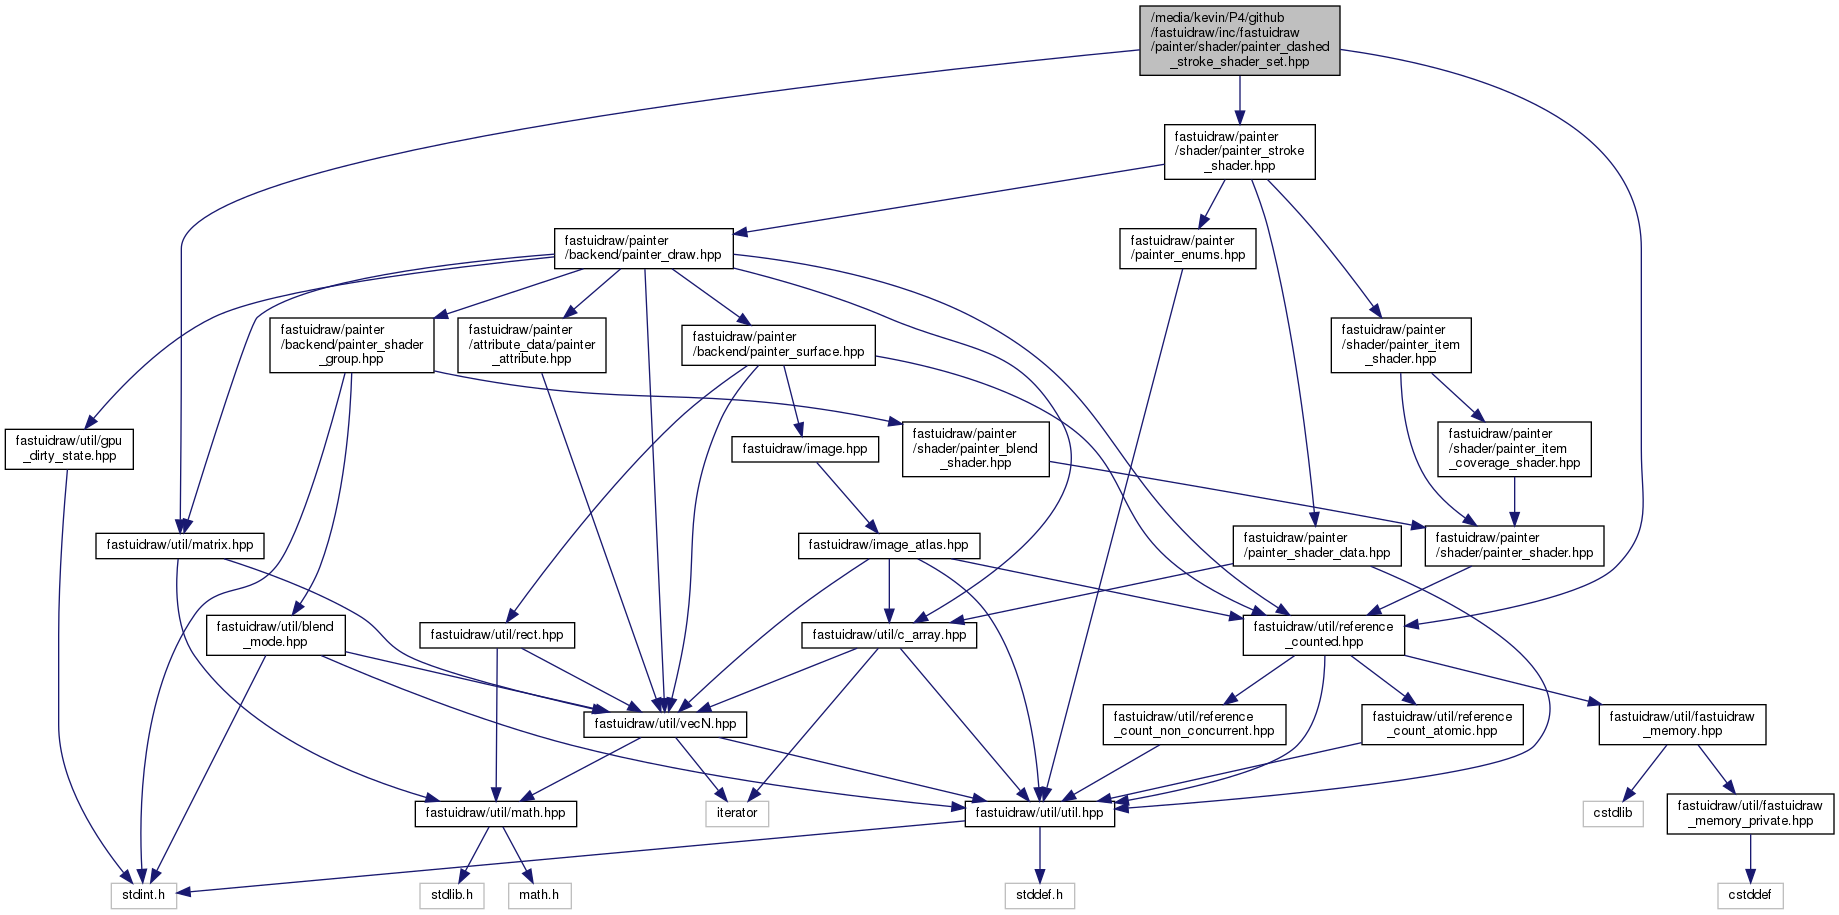 /media/kevin/P4/github
/fastuidraw/inc/fastuidraw
/painter/shader/painter_dashed
_stroke_shader_set.hpp
fastuidraw/painter
/shader/painter_stroke
_shader.hpp
fastuidraw/painter
/backend/painter_draw.hpp
fastuidraw/painter
/painter_enums.hpp
fastuidraw/painter
/backend/painter_shader
_group.hpp
fastuidraw/painter
/attribute_data/painter
_attribute.hpp
fastuidraw/painter
/backend/painter_surface.hpp
fastuidraw/painter
/shader/painter_item
_shader.hpp
fastuidraw/util/gpu
_dirty_state.hpp
fastuidraw/image.hpp
fastuidraw/painter
/shader/painter_blend
_shader.hpp
fastuidraw/painter
/shader/painter_item
_coverage_shader.hpp
fastuidraw/util/matrix.hpp
fastuidraw/image_atlas.hpp
fastuidraw/painter
/painter_shader_data.hpp
fastuidraw/painter
/shader/painter_shader.hpp
fastuidraw/util/blend
_mode.hpp
fastuidraw/util/rect.hpp
fastuidraw/util/c_array.hpp
fastuidraw/util/reference
_counted.hpp
fastuidraw/util/vecN.hpp
fastuidraw/util/reference
_count_non_concurrent.hpp
fastuidraw/util/reference
_count_atomic.hpp
fastuidraw/util/fastuidraw
_memory.hpp
fastuidraw/util/math.hpp
iterator
fastuidraw/util/util.hpp
cstdlib
fastuidraw/util/fastuidraw
_memory_private.hpp
stdint.h
stdlib.h
math.h
stddef.h
cstddef